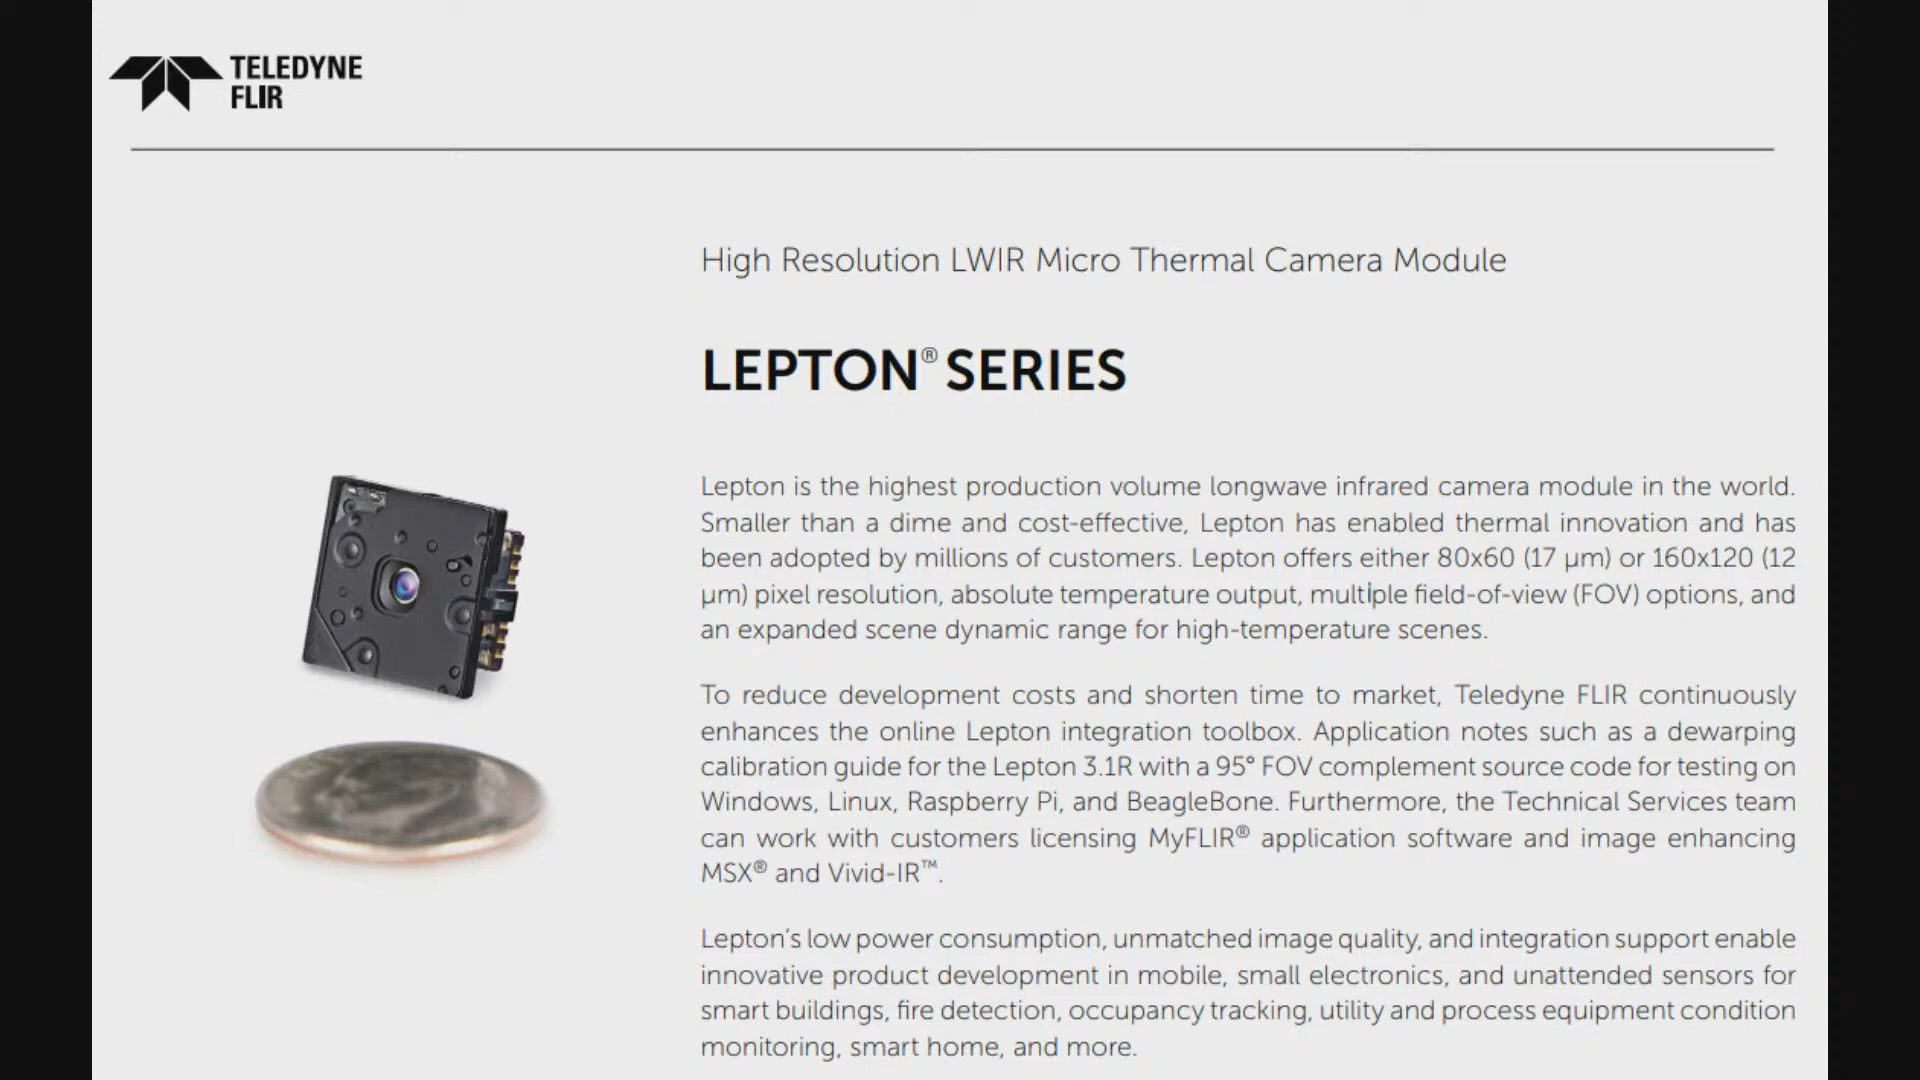 TELEDYNE
FLIR
High Resolution LWIR Micro Thermal Camera Module
LEPTON® SERIES
Lepton is the highest production volume longwave infrared camera module in the world.
Smaller than a dime and cost-effective, Lepton has enabled thermal innovation and has
been adopted by millions of customers. Lepton offers either 80x60 (17 µm) or 160x120 (12
µm) pixel resolution, absolute temperature output, multiple field-of-view (FOV) options, and
an expanded scene dynamic range for high-temperature scenes.
To reduce development costs and shorten time to market, Teledyne FLIR continuously
enhances the online Lepton integration toolbox. Application notes such as a dewarping
calibration guide for the Lepton 3.1R with a 95° FOV complement source code for testing on
Windows, Linux, Raspberry Pi, and BeagleBone. Furthermore, the Technical Services team
can work with customers licensing MyFLIR® application software and image enhancing
MSX® and Vivid-IR™.
Lepton's low power consumption, unmatched image quality, and integration support enable
innovative product development in mobile, small electronics, and unattended sensors for
smart buildings, fire detection, occupancy tracking, utility and process equipment condition
monitoring, smart home, and more.